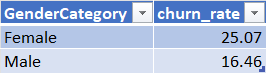 GenderCategory churn_rate
Female 25.07
Male 16.46